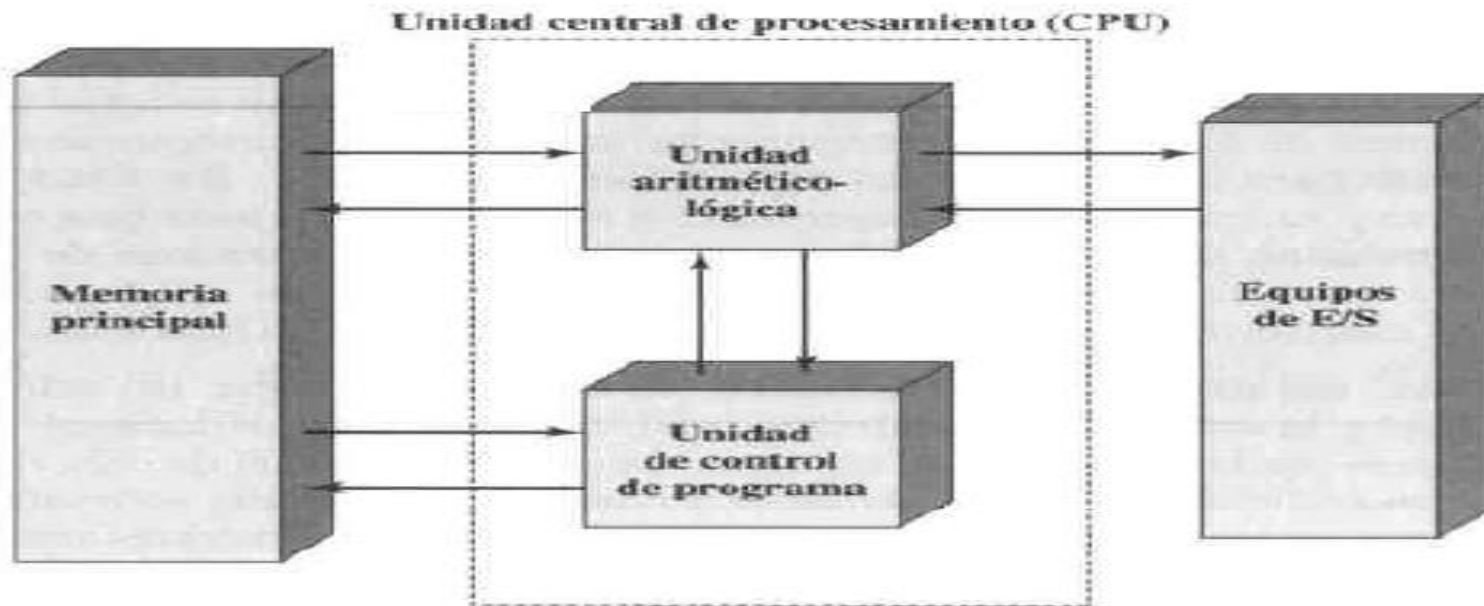 Unidad central de procesamiento (CPU)
Unidad
aritmético-
lógica
Memoria
principal
Equipos
de E/S
Unidad
de control
de programa